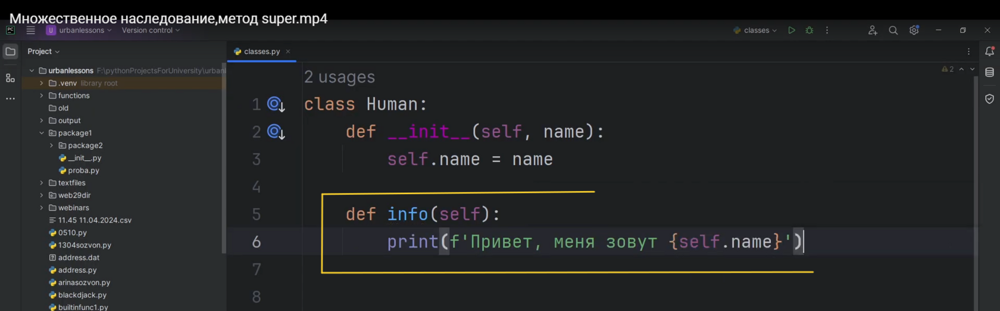 Множественное наследование,метод super.mp4
PC
U urbanlessons Version control classes
Project
classes.py
urbanlessons F:\pythonProjectsForUniversity\urbanl
2 usages
2
.venv library root
functions
old
output
package1
package2
__init__.py
proba.py
textfiles
web29dir
webinars
11.45 11.04.2024.csv
0510.py
1304sozvon.py
address.dat
address.py
arinasozvon.py
blackdjack.py
builtinfunc1.py
1 class Human:
2 def __init__(self, name):
3 self.name = name
4
5 def info(self):
6 print(f'Привет, меня зовут {self.name}')
7
8